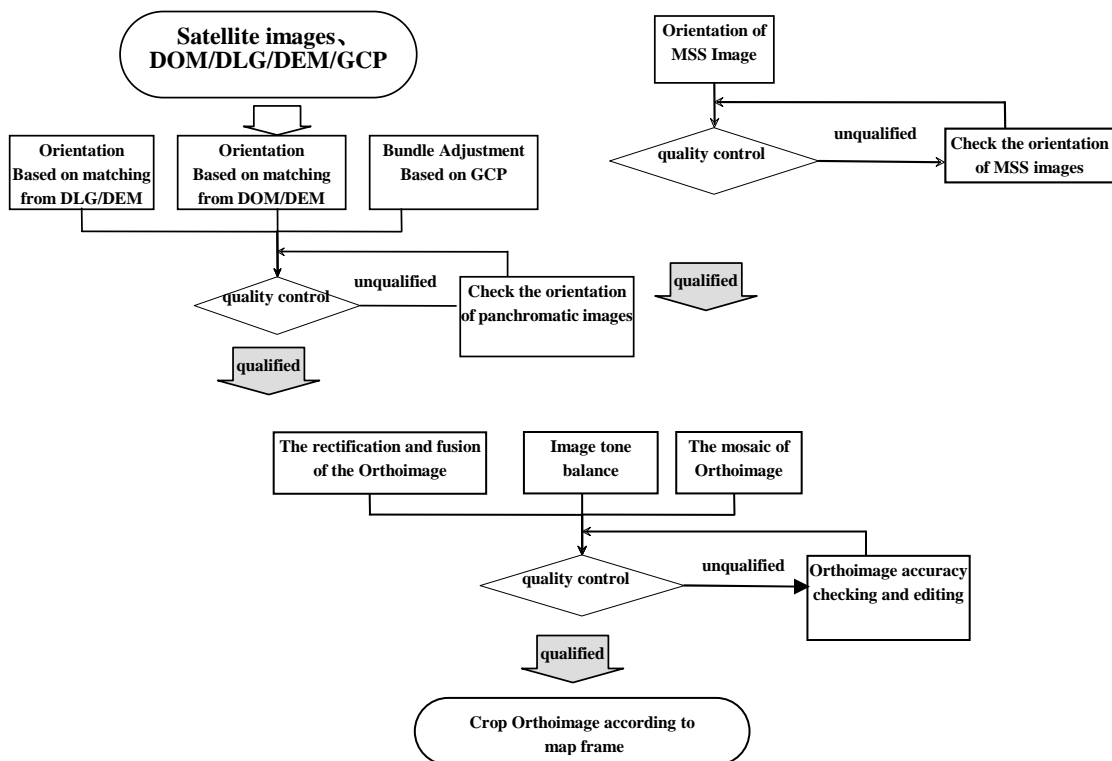 Satellite images、
DOM/DLG/DEM/GCP
Orientation
Based on matching
from DLG/DEM
Orientation
Based on matching
from DOM/DEM
Bundle Adjustment
Based on GCP
quality control
unqualified
Check the orientation
of panchromatic images
qualified
Orientation of
MSS Image
quality control
unqualified
Check the orientation
of MSS images
qualified
The rectification and fusion
of the Orthoimage
Image tone
balance
The mosaic of
Orthoimage
quality control
unqualified
Orthoimage accuracy
checking and editing
qualified
Crop Orthoimage according to
map frame